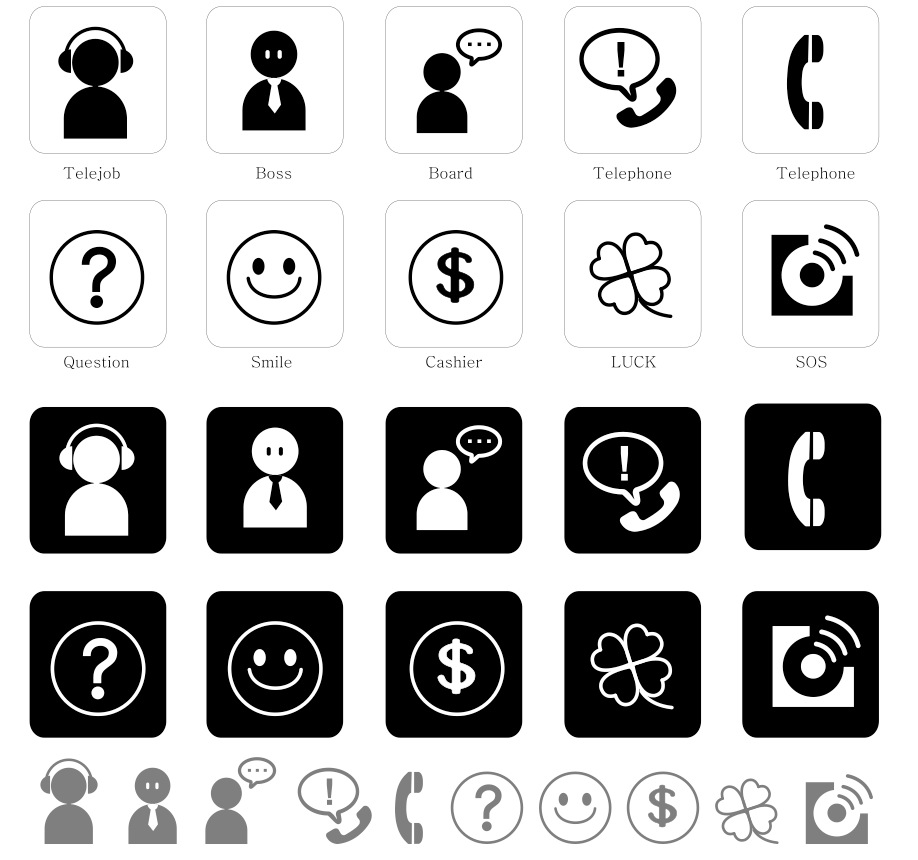 !
Telejob
Boss
Board
Telephone
Telephone
?
$
Question
Smile
Cashier
LUCK
SOS
!
?
$
!
?
$